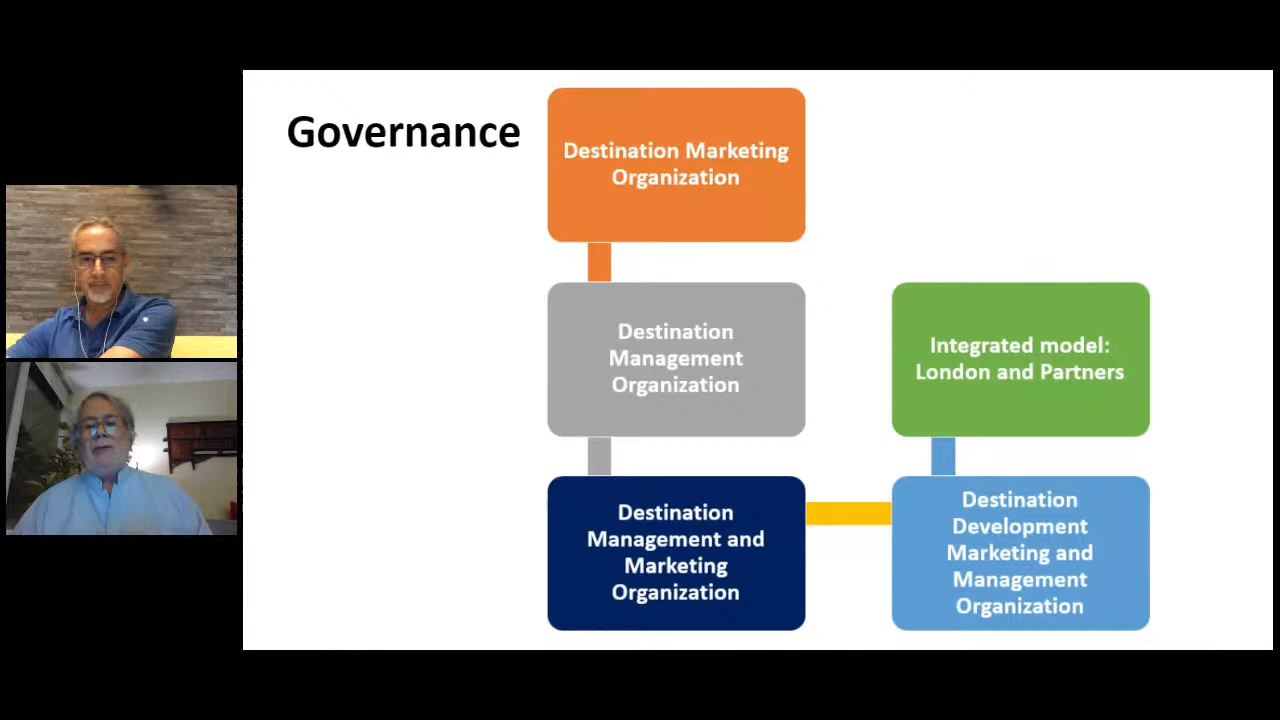 Governance
Destination Marketing
Organization
Destination
Management
Organization
Destination
Management and
Marketing
Organization
Destination
Development
Marketing and
Management
Organization
Integrated model:
London and Partners